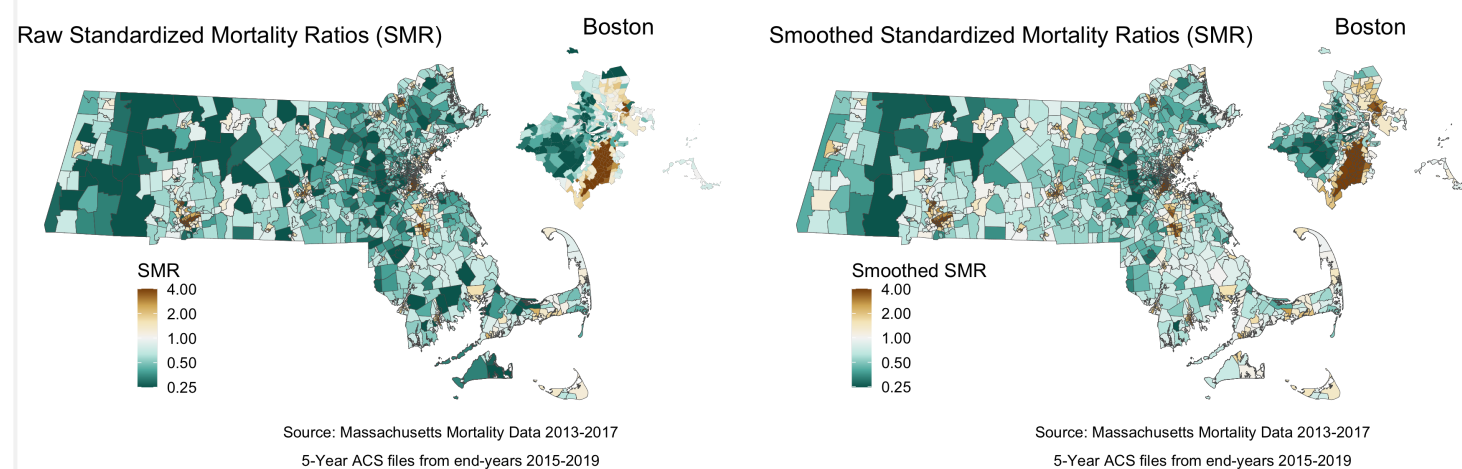 Raw Standardized Mortality Ratios (SMR)
Boston
SMR
4.00
2.00
1.00
0.50
0.25
Source: Massachusetts Mortality Data 2013-2017
5-Year ACS files from end-years 2015-2019
Smoothed Standardized Mortality Ratios (SMR)
Boston
Smoothed SMR
4.00
2.00
1.00
0.50
0.25
Source: Massachusetts Mortality Data 2013-2017
5-Year ACS files from end-years 2015-2019